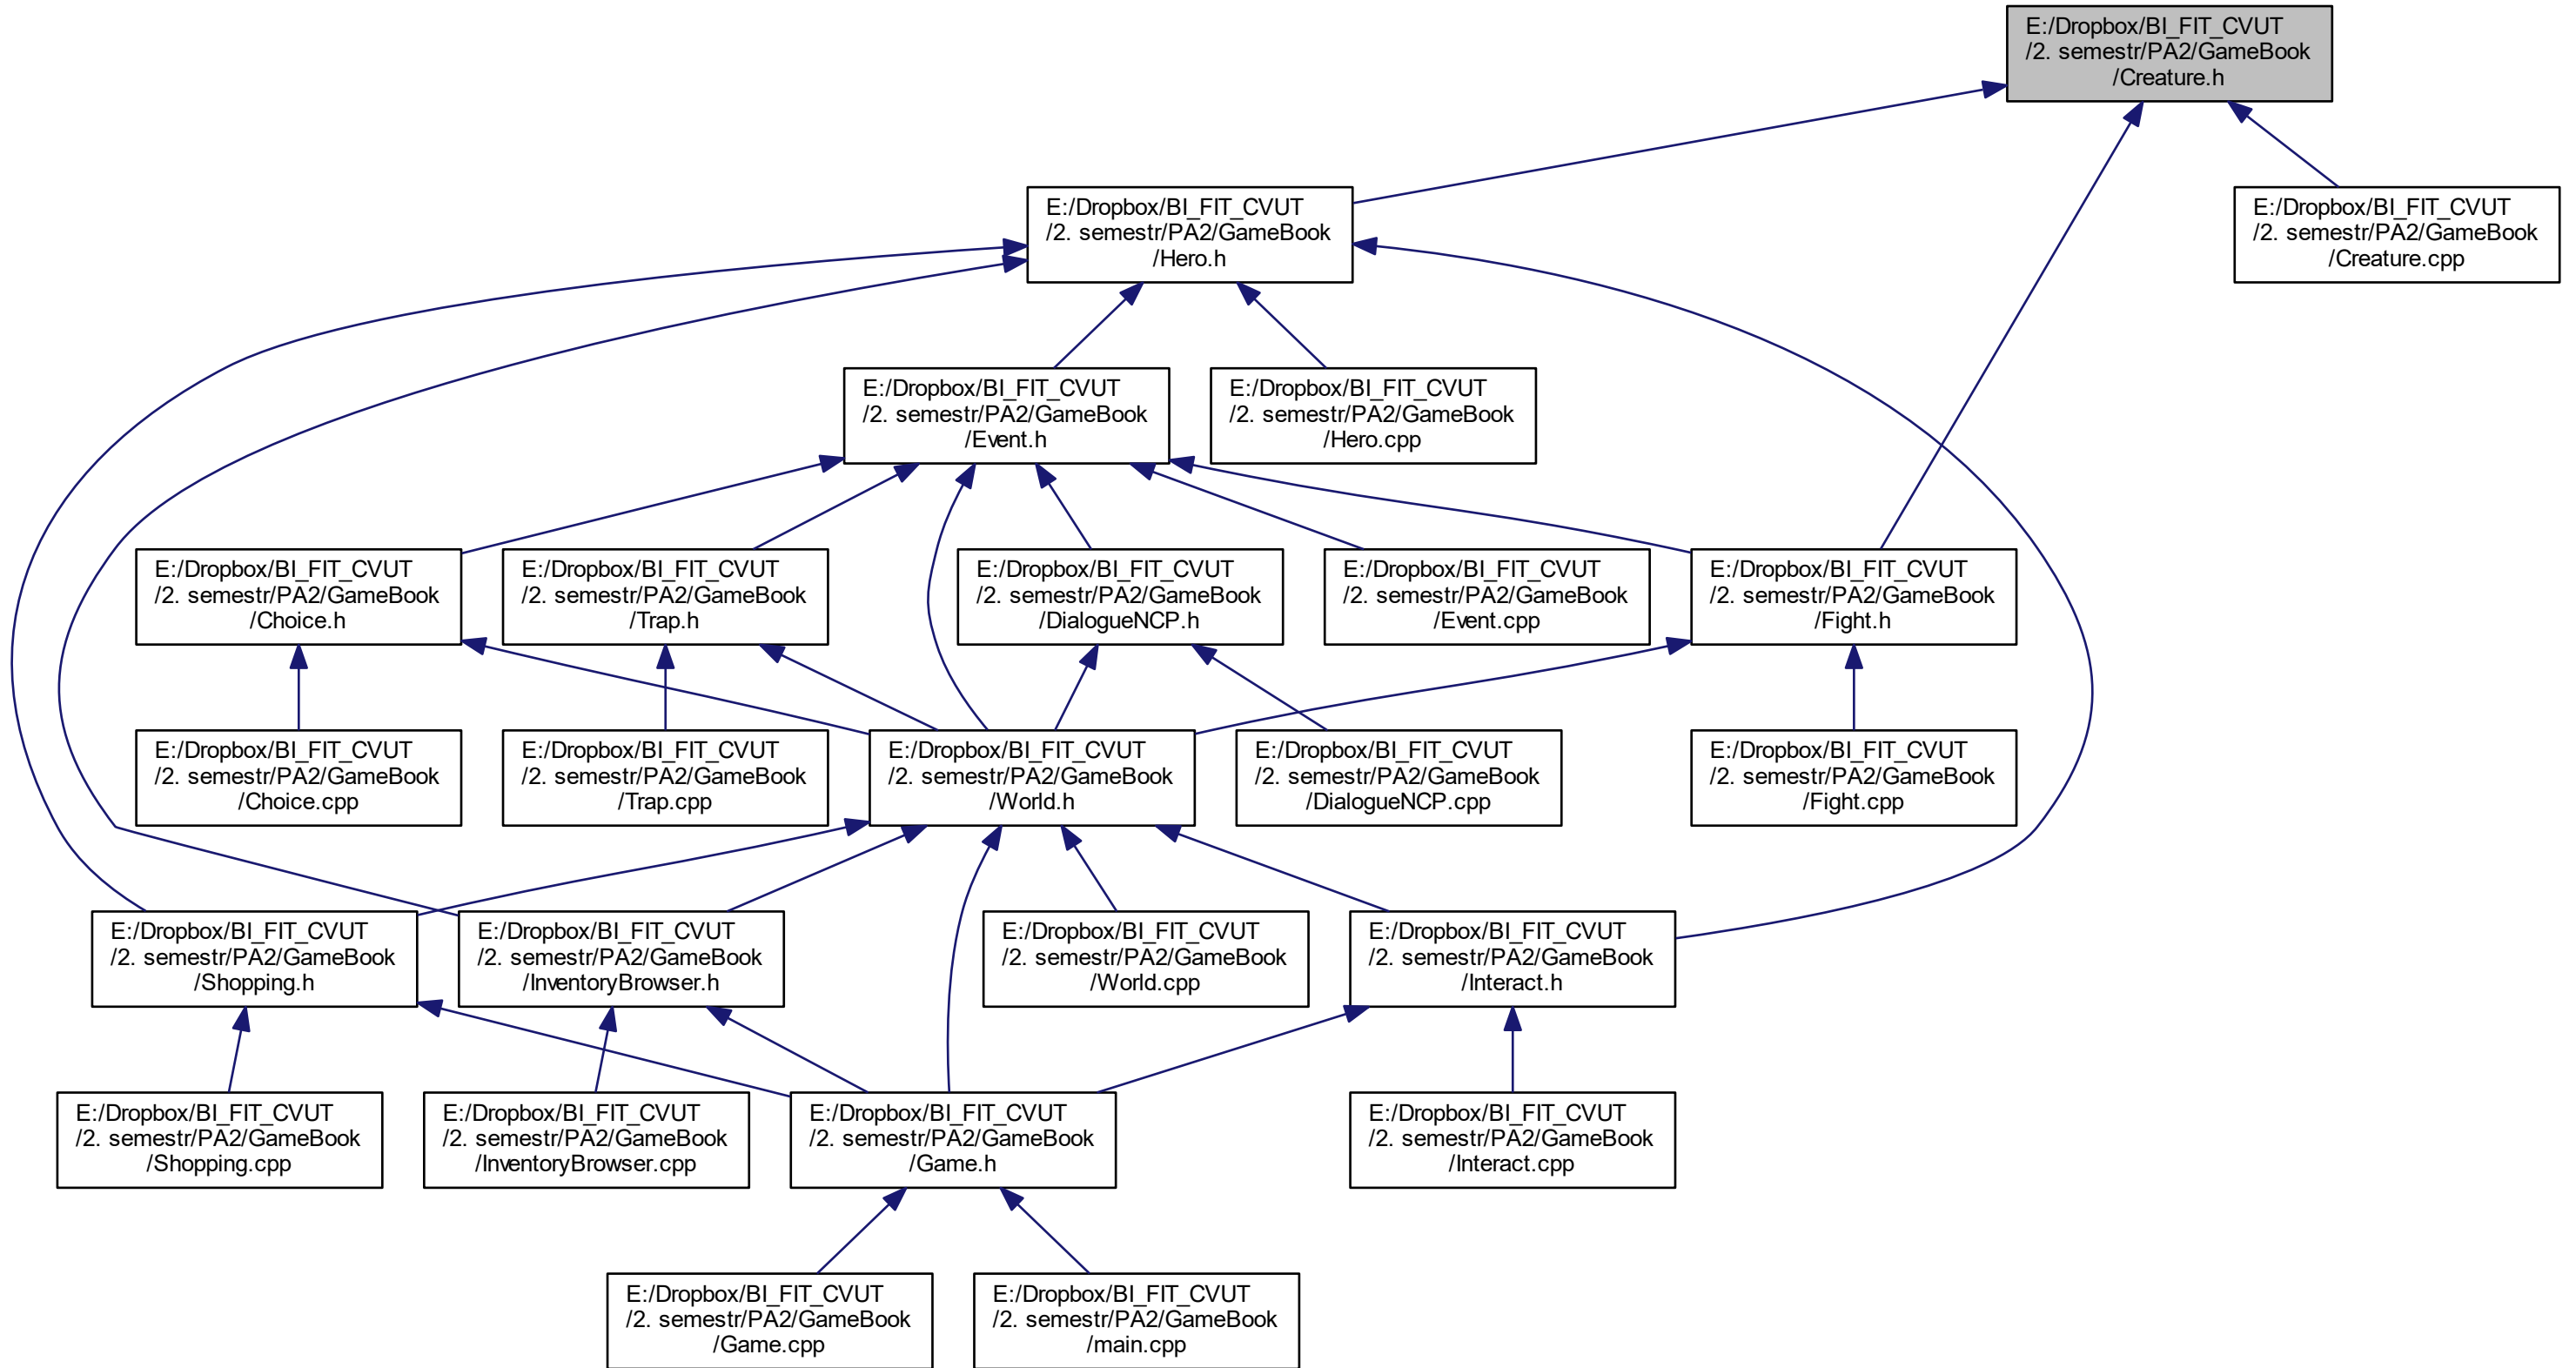 E:/Dropbox/BI_FIT_CVUT
/2. semestr/PA2/GameBook
/Creature.h
E:/Dropbox/BI_FIT_CVUT
/2. semestr/PA2/GameBook
/Hero.h
E:/Dropbox/BI_FIT_CVUT
/2. semestr/PA2/GameBook
/Creature.cpp
E:/Dropbox/BI_FIT_CVUT
/2. semestr/PA2/GameBook
/Event.h
E:/Dropbox/BI_FIT_CVUT
/2. semestr/PA2/GameBook
/Hero.cpp
E:/Dropbox/BI_FIT_CVUT
/2. semestr/PA2/GameBook
/Choice.h
E:/Dropbox/BI_FIT_CVUT
/2. semestr/PA2/GameBook
/Trap.h
E:/Dropbox/BI_FIT_CVUT
/2. semestr/PA2/GameBook
/DialogueNCP.h
E:/Dropbox/BI_FIT_CVUT
/2. semestr/PA2/GameBook
/Event.cpp
E:/Dropbox/BI_FIT_CVUT
/2. semestr/PA2/GameBook
/Fight.h
E:/Dropbox/BI_FIT_CVUT
/2. semestr/PA2/GameBook
/Choice.cpp
E:/Dropbox/BI_FIT_CVUT
/2. semestr/PA2/GameBook
/Trap.cpp
E:/Dropbox/BI_FIT_CVUT
/2. semestr/PA2/GameBook
/World.h
E:/Dropbox/BI_FIT_CVUT
/2. semestr/PA2/GameBook
/DialogueNCP.cpp
E:/Dropbox/BI_FIT_CVUT
/2. semestr/PA2/GameBook
/Fight.cpp
E:/Dropbox/BI_FIT_CVUT
/2. semestr/PA2/GameBook
/Shopping.h
E:/Dropbox/BI_FIT_CVUT
/2. semestr/PA2/GameBook
/InventoryBrowser.h
E:/Dropbox/BI_FIT_CVUT
/2. semestr/PA2/GameBook
/World.cpp
E:/Dropbox/BI_FIT_CVUT
/2. semestr/PA2/GameBook
/Interact.h
E:/Dropbox/BI_FIT_CVUT
/2. semestr/PA2/GameBook
/Shopping.cpp
E:/Dropbox/BI_FIT_CVUT
/2. semestr/PA2/GameBook
/InventoryBrowser.cpp
E:/Dropbox/BI_FIT_CVUT
/2. semestr/PA2/GameBook
/Game.h
E:/Dropbox/BI_FIT_CVUT
/2. semestr/PA2/GameBook
/Interact.cpp
E:/Dropbox/BI_FIT_CVUT
/2. semestr/PA2/GameBook
/Game.cpp
E:/Dropbox/BI_FIT_CVUT
/2. semestr/PA2/GameBook
/main.cpp